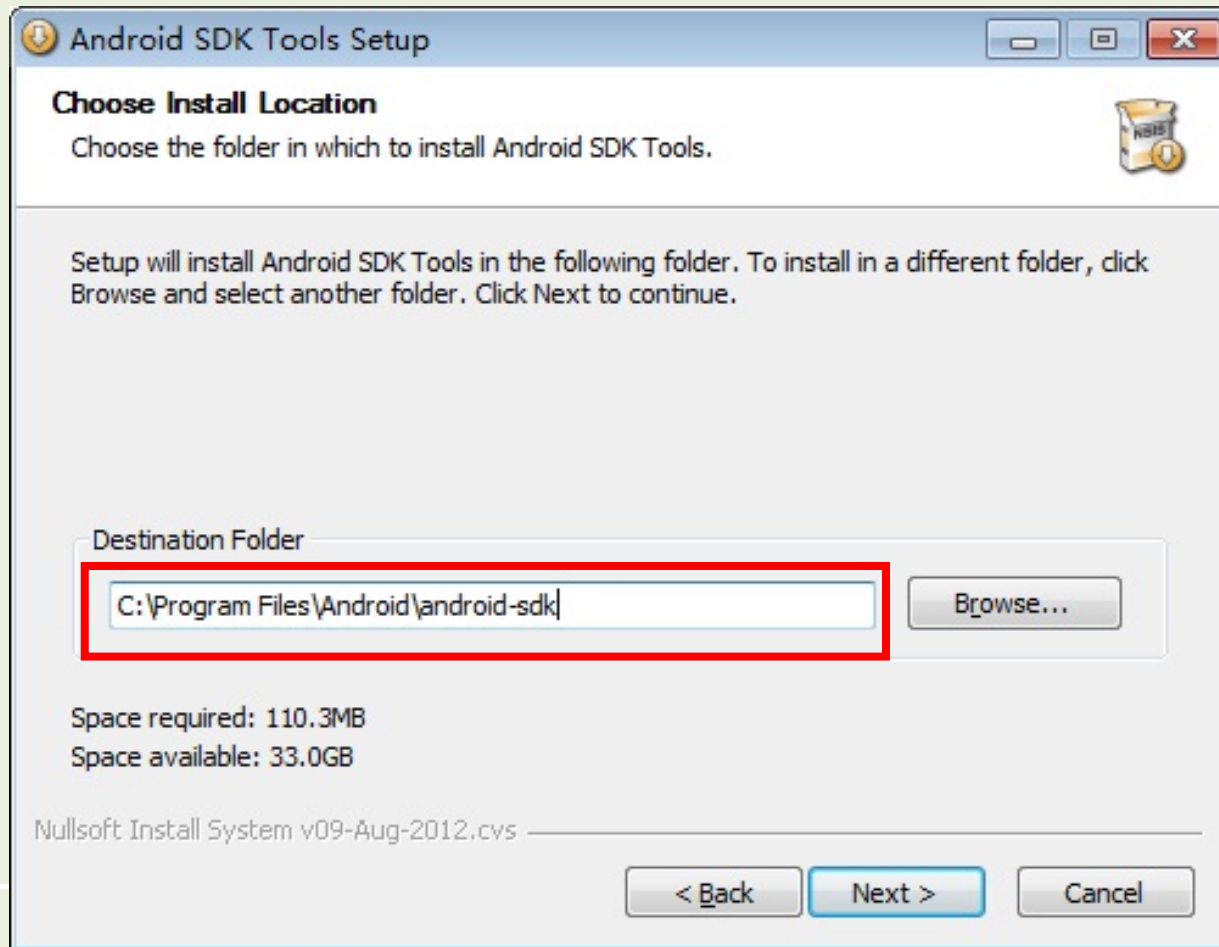 Android SDK Tools Setup
Choose Install Location
Choose the folder in which to install Android SDK Tools.
NSIS
Setup will install Android SDK Tools in the following folder. To install in a different folder, click
Browse and select another folder. Click Next to continue.
Destination Folder
C:\Program Files\Android\android-sdk
Browse...
Space required: 110.3MB
Space available: 33.0GB
Nullsoft Install System v09-Aug-2012.cvs
< Back
Next >
Cancel